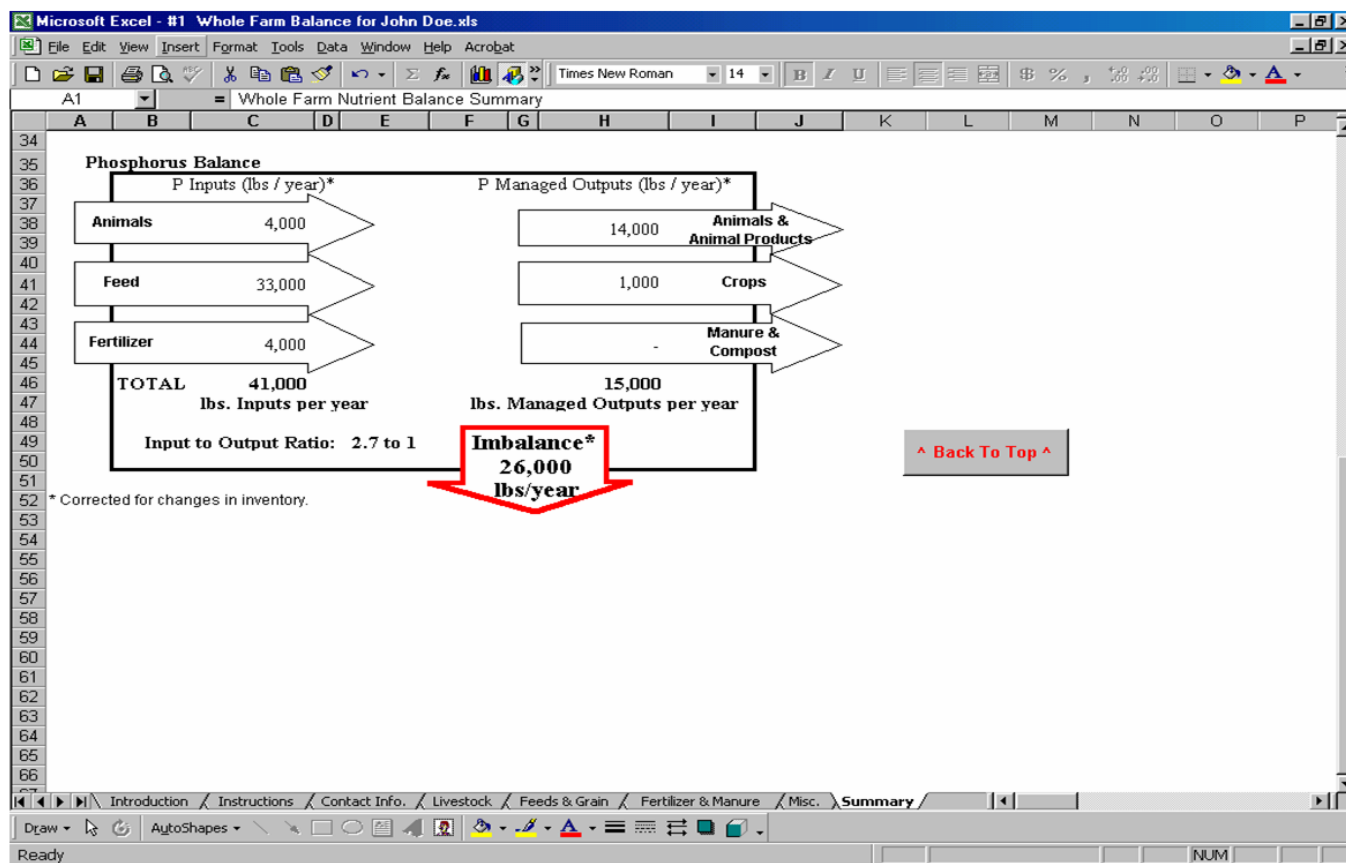 Microsoft Excel - #1 Whole Farm Balance for John Doe.xls
File Edit View Insert Format Tools Data Window Help Acrobat
Times New Roman 14 B I U $ % ,
A1 = Whole Farm Nutrient Balance Summary
A B C D E F G H I J K L M N O P
34
35 Phosphorus Balance
36 P Inputs (lbs / year)* P Managed Outputs (lbs / year)*
37
38 Animals 4,000 14,000 Animals &
39 Animal Products
40
41 Feed 33,000 1,000 Crops
42
43 Manure &
44 Fertilizer 4,000 - Compost
45
46 TOTAL 41,000 15,000
47 lbs. Inputs per year lbs. Managed Outputs per year
48
49 Input to Output Ratio: 2.7 to 1 Imbalance* ^ Back To Top ^
50 26,000
51 lbs/year
52 * Corrected for changes in inventory.
53
54
55
56
57
58
59
60
61
62
63
64
65
66
Introduction Instructions Contact Info. Livestock Feeds & Grain Fertilizer & Manure Misc. Summary
Draw AutoShapes A
Ready NUM